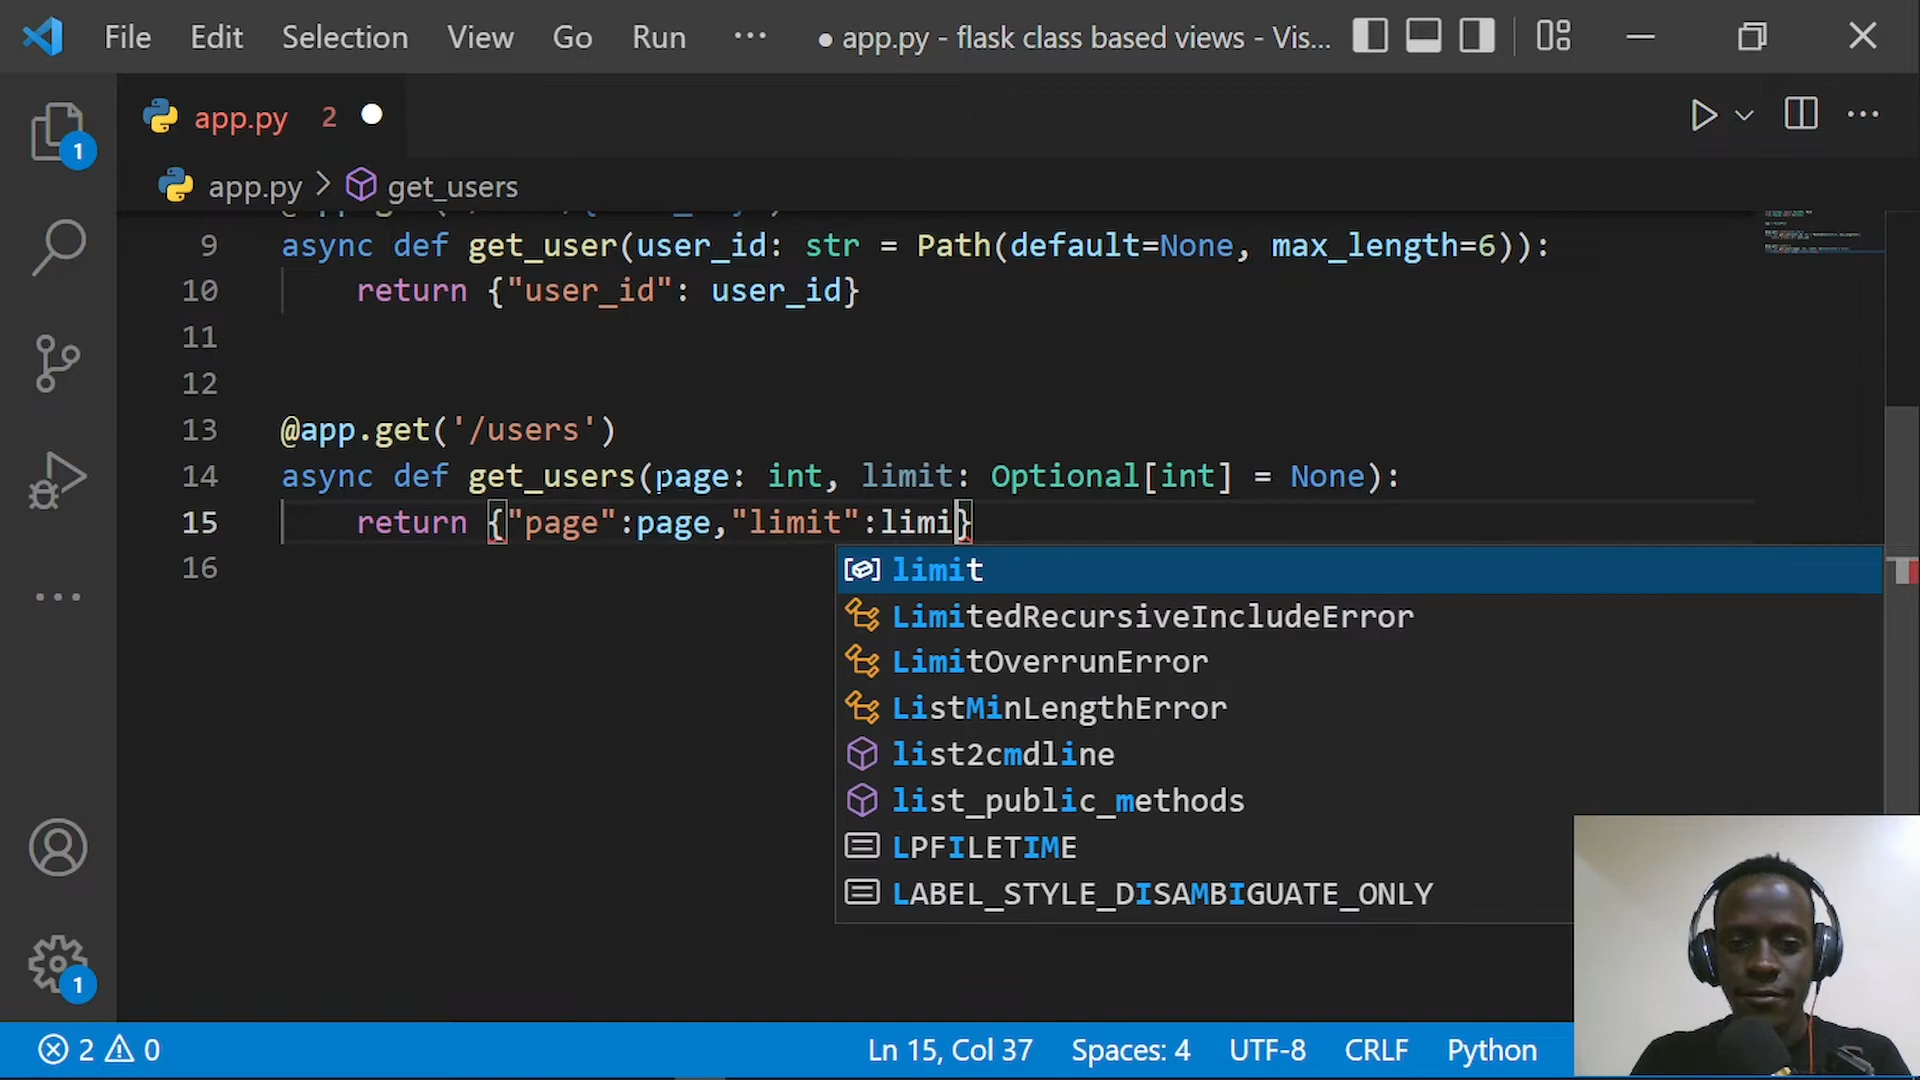 File Edit Selection View Go Run ··· ● app.py - flask class based views - Vis...
app.py 2
1
app.py > get_users
9 async def get_user(user_id: str = Path(default=None, max_length=6)):
10 return {"user_id": user_id}
11
12
13 @app.get('/users')
14 async def get_users(page: int, limit: Optional[int] = None):
15 return {"page":page,"limit":limi}
16
limit
LimitedRecursiveIncludeError
LimitOverrunError
ListMinLengthError
list2cmdline
list_public_methods
LPFILETIME
LABEL_STYLE_DISAMBIGUATE_ONLY
1
2 0 Ln 15, Col 37 Spaces: 4 UTF-8 CRLF Python